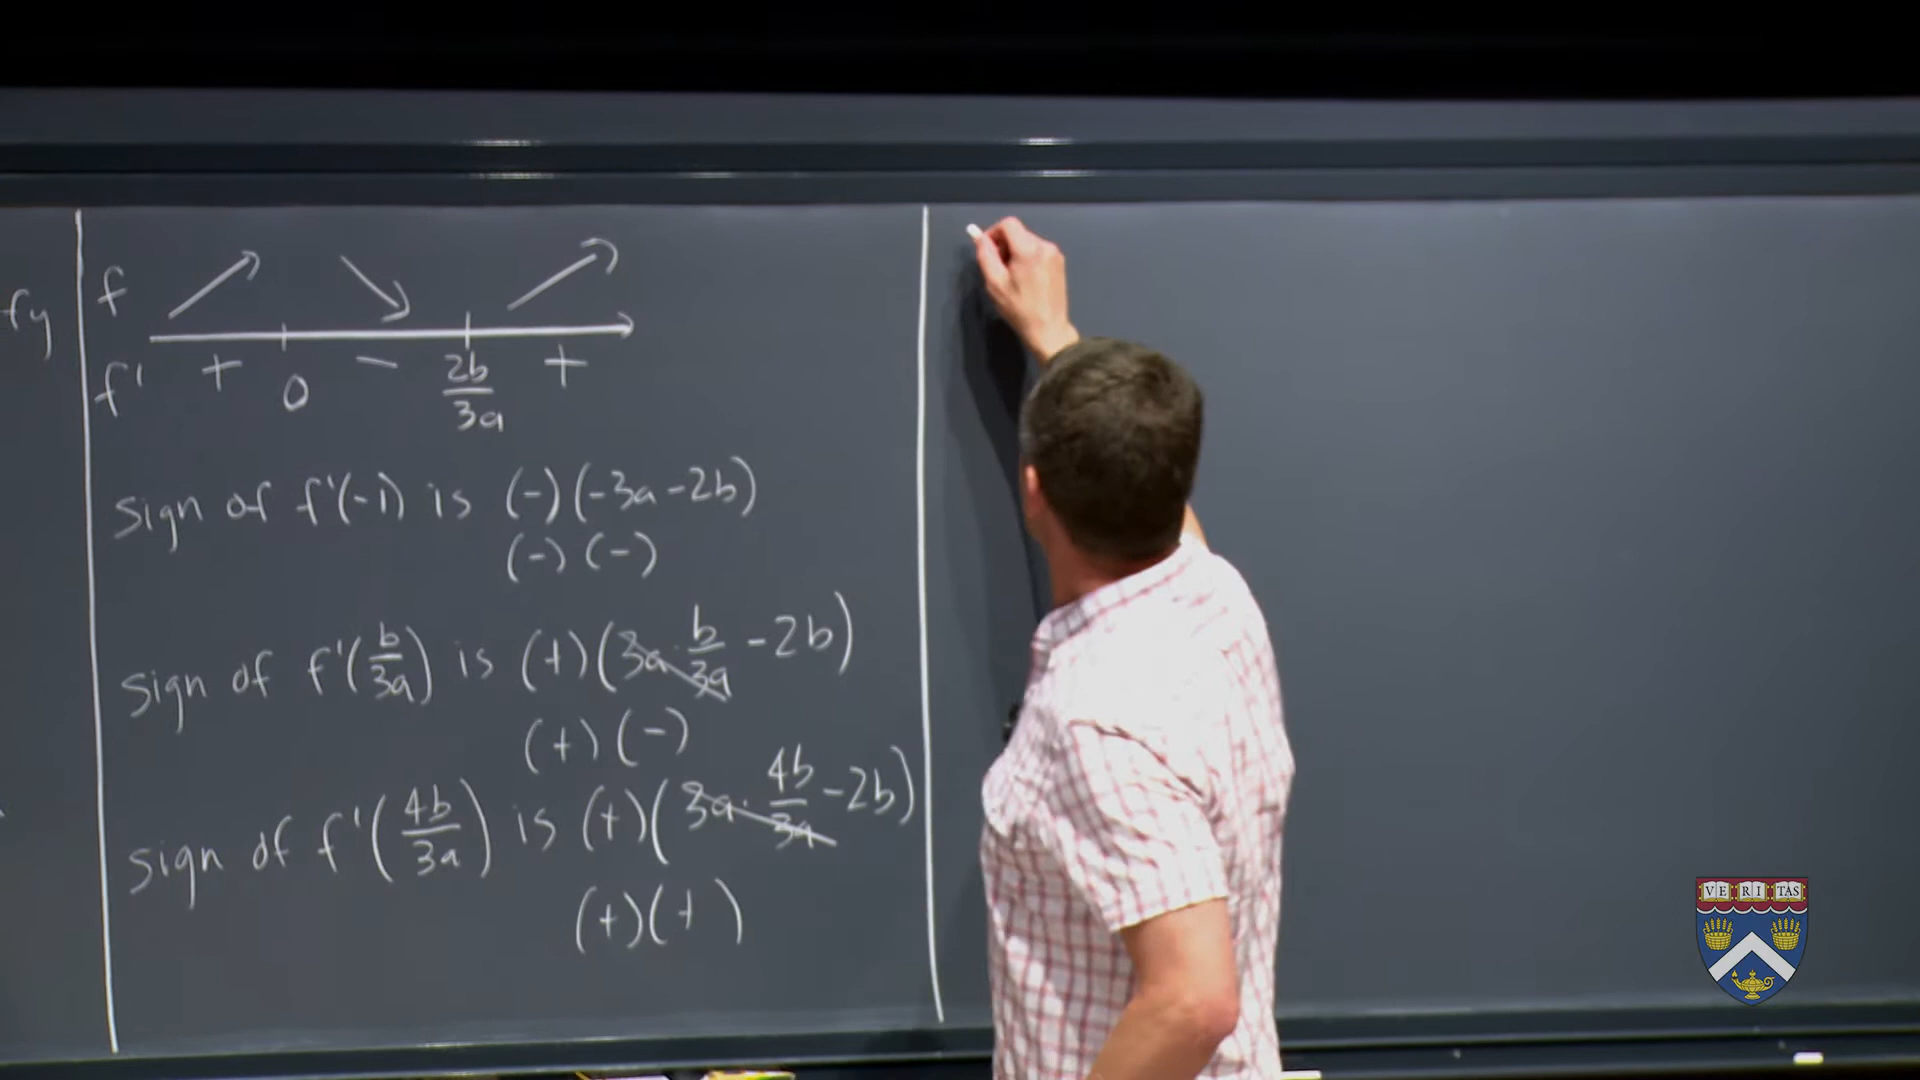 fy
f
f' + 0 - 2b/3a +
sign of f'(-1) is (-)(-3a-2b)
(-)(-)
sign of f'(b/3a) is (+)(3a·b/3a-2b)
(+)(-)
sign of f'(4b/3a) is (+)(3a·4b/3a-2b)
(+)(+)
VE RI TAS